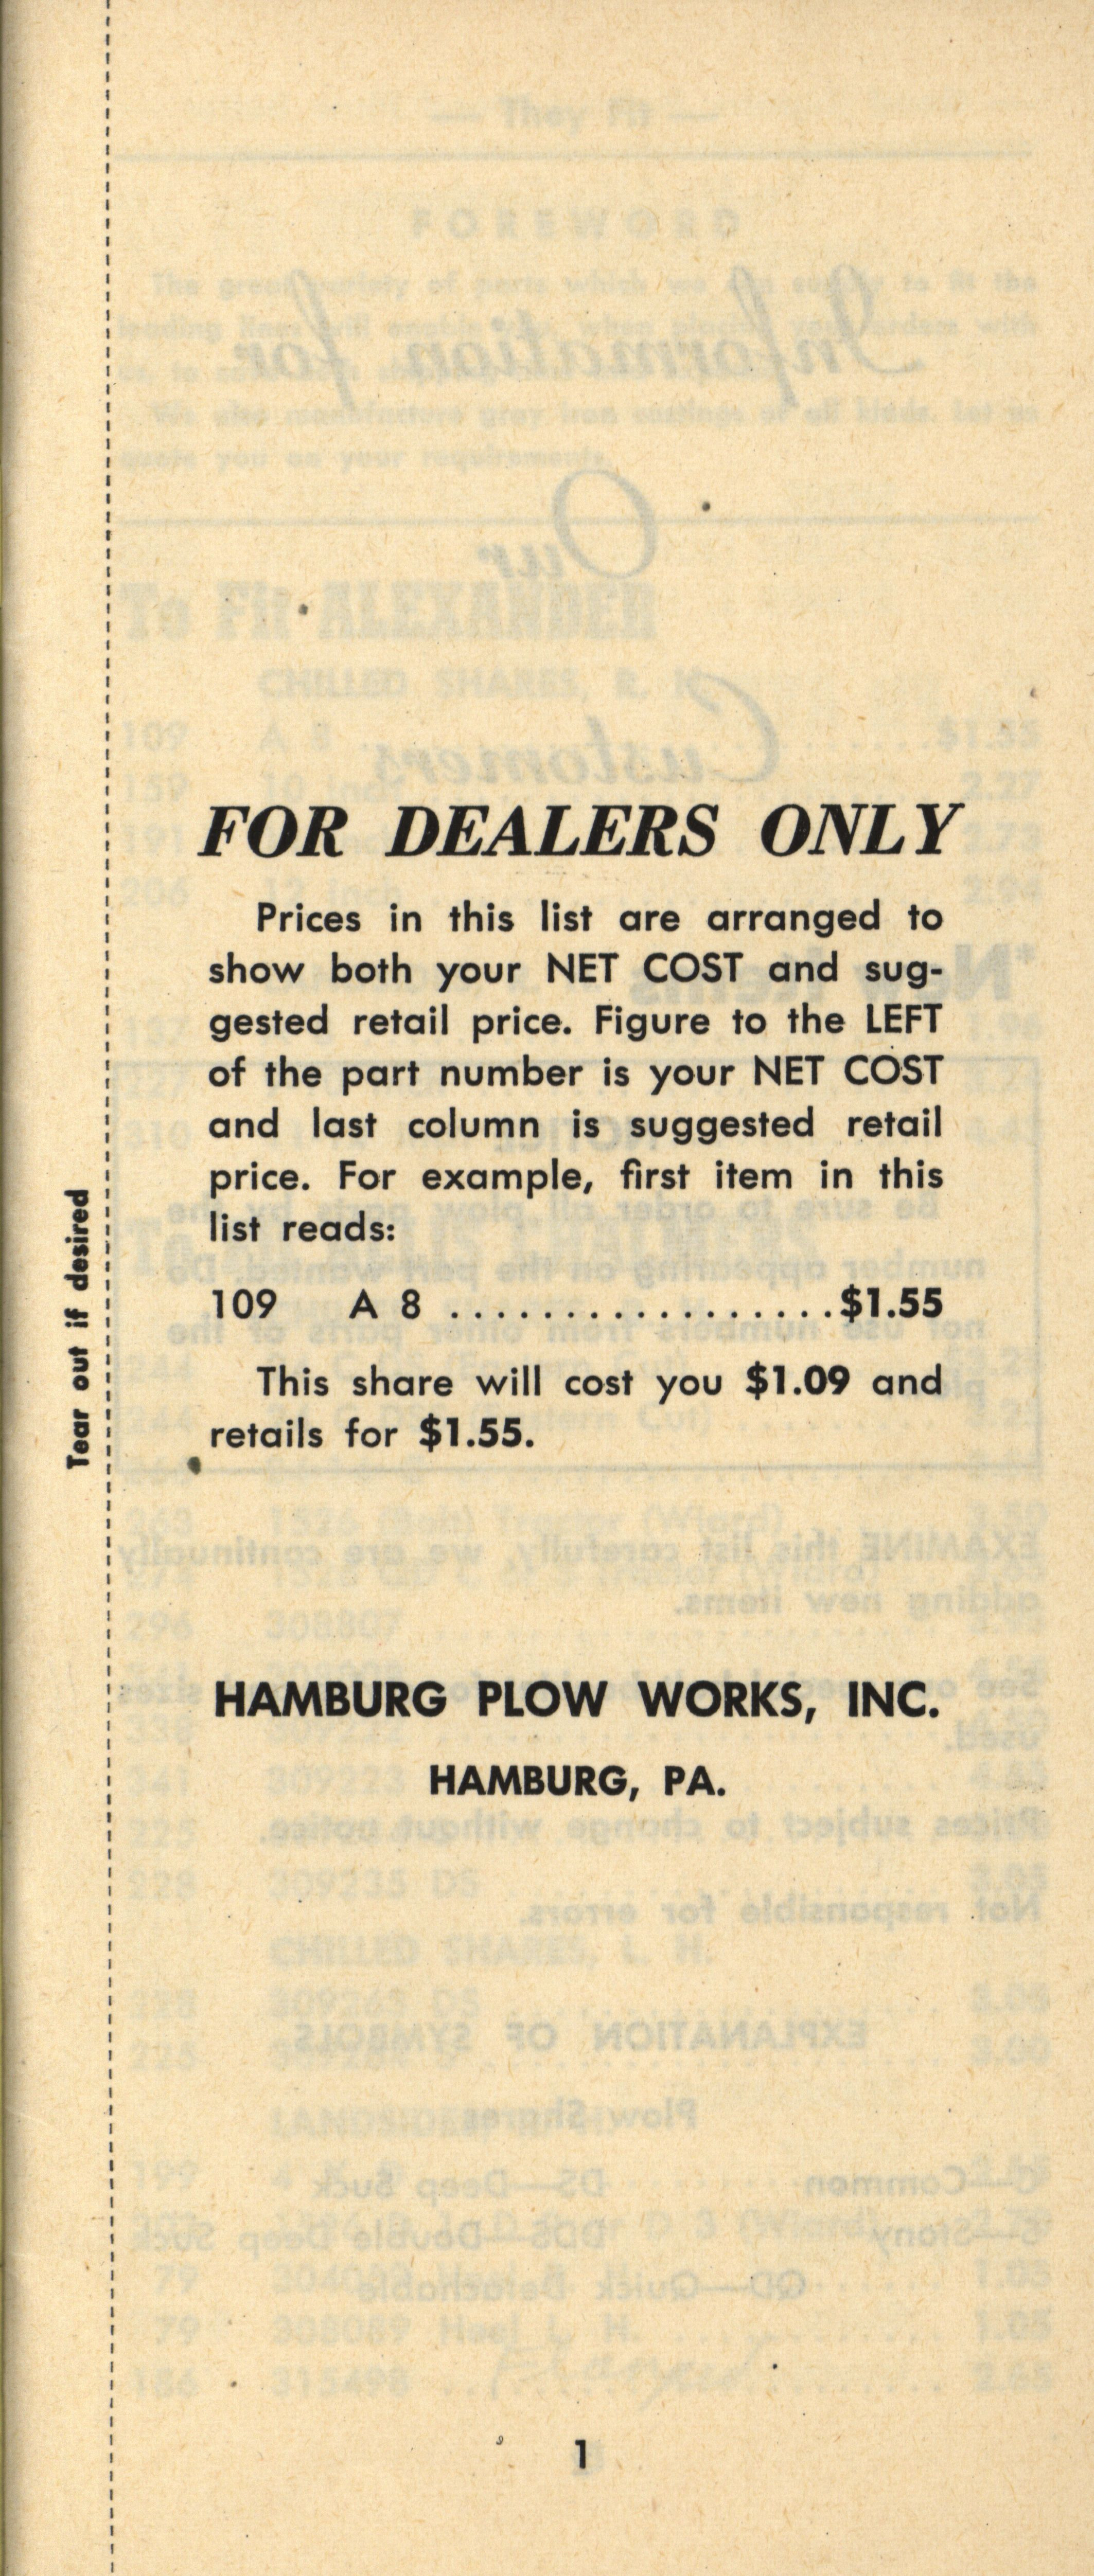 FOR DEALERS ONLY
Prices in this list are arranged to
show both your NET COST and sug-
gested retail price. Figure to the LEFT
of the part number is your NET COST
and last column is suggested retail
price. For example, first item in this
list reads:
109 A 8 ..................$1.55
This share will cost you $1.09 and
retails for $1.55.
Tear out if desired
HAMBURG PLOW WORKS, INC.
HAMBURG, PA.
1